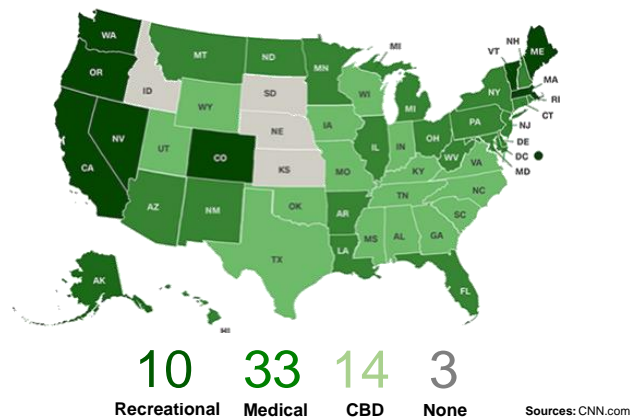 WA
MT
ND
MN
MI
VT
NH
ME
OR
ID
SD
WI
NY
MA
RI
CT
WY
MI
NV
NE
IA
PA
NJ
UT
CO
IL
IN
OH
DE
DC
MD
CA
KS
MO
WV
VA
KY
AZ
NM
OK
AR
TN
NC
SC
TX
LA
MS
AL
GA
AK
FL
HI
10 33 14 3
Recreational Medical CBD None
Sources: CNN.com